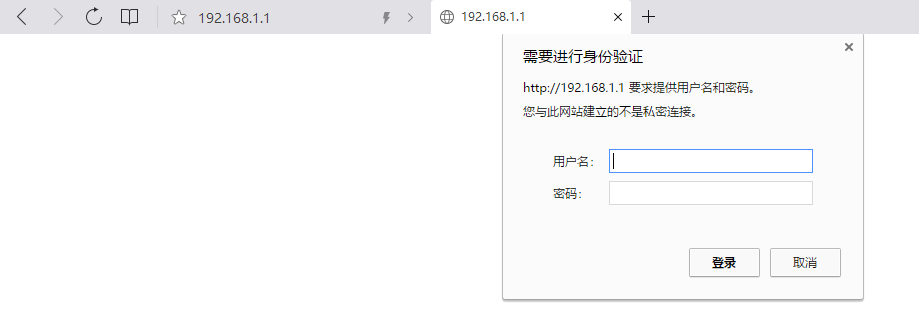 192.168.1.1
192.168.1.1
需要进行身份验证
http://192.168.1.1 要求提供用户名和密码。
您与此网站建立的不是私密连接。
用户名：
密码：
登录 取消